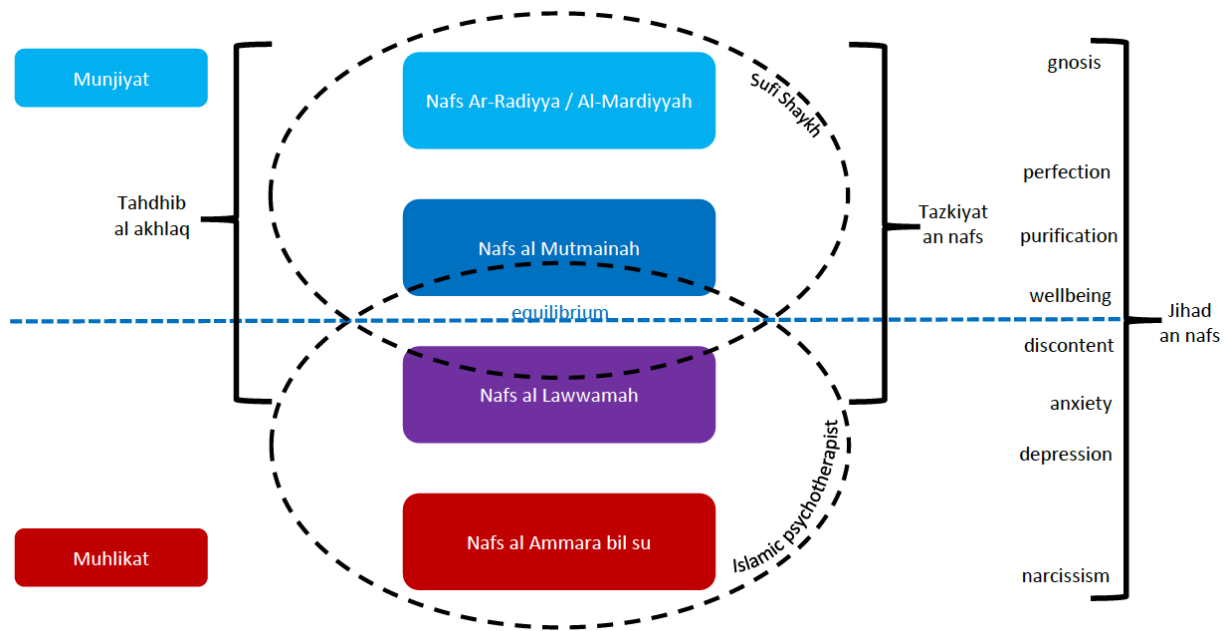 Munjiyat
Tahdhib
al akhlaq
Muhlikat
Nafs Ar-Radiyya / Al-Mardiyyah
Sufi Shaykh
Nafs al Mutmainah
equilibrium
Nafs al Lawwamah
Nafs al Ammara bil su
Islamic psychotherapist
Tazkiyat
an nafs
gnosis
perfection
purification
wellbeing
discontent
anxiety
depression
narcissism
Jihad
an nafs